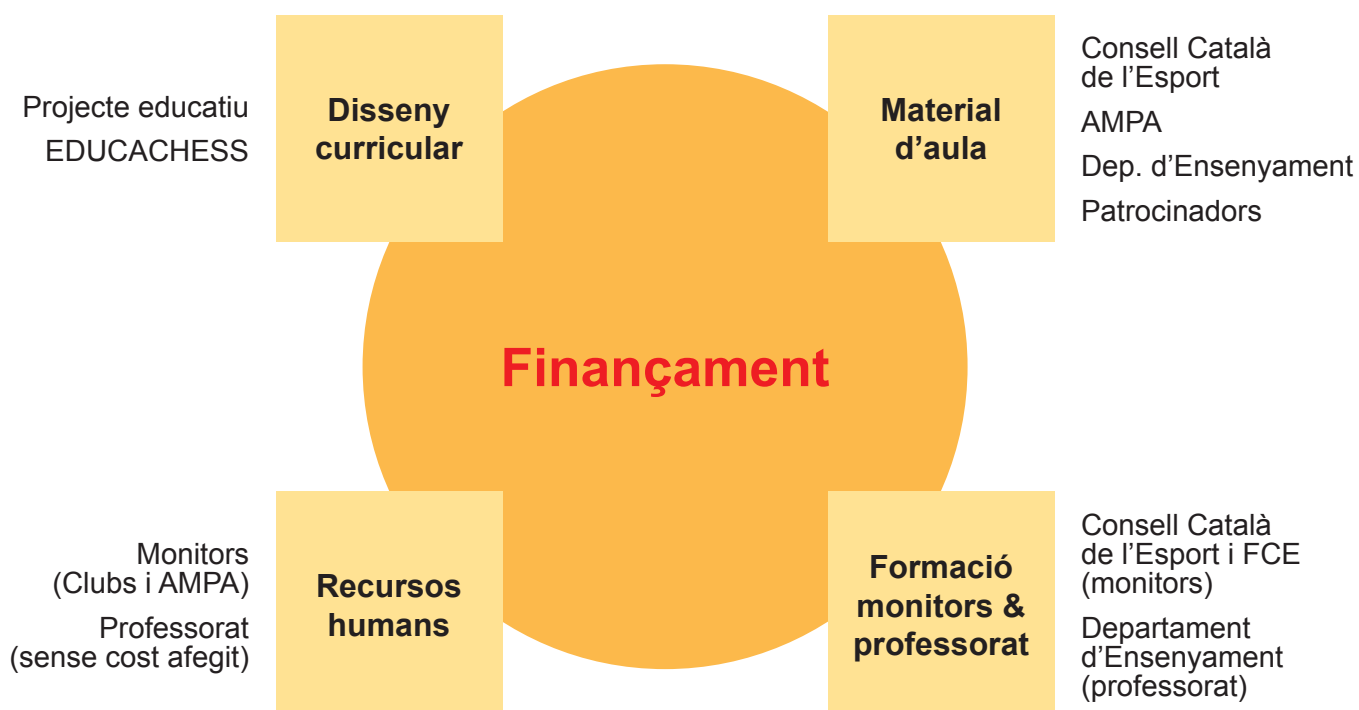 Projecte educatiu
EDUCACHESS
Disseny
curricular
Material
d’aula
Consell Català
de l’Esport
AMPA
Dep. d’Ensenyament
Patrocinadors
Finançament
Monitors
(Clubs i AMPA)
Professorat
(sense cost afegit)
Recursos
humans
Formació
monitors &
professorat
Consell Català
de l’Esport i FCE
(monitors)
Departament
d’Ensenyament
(professorat)